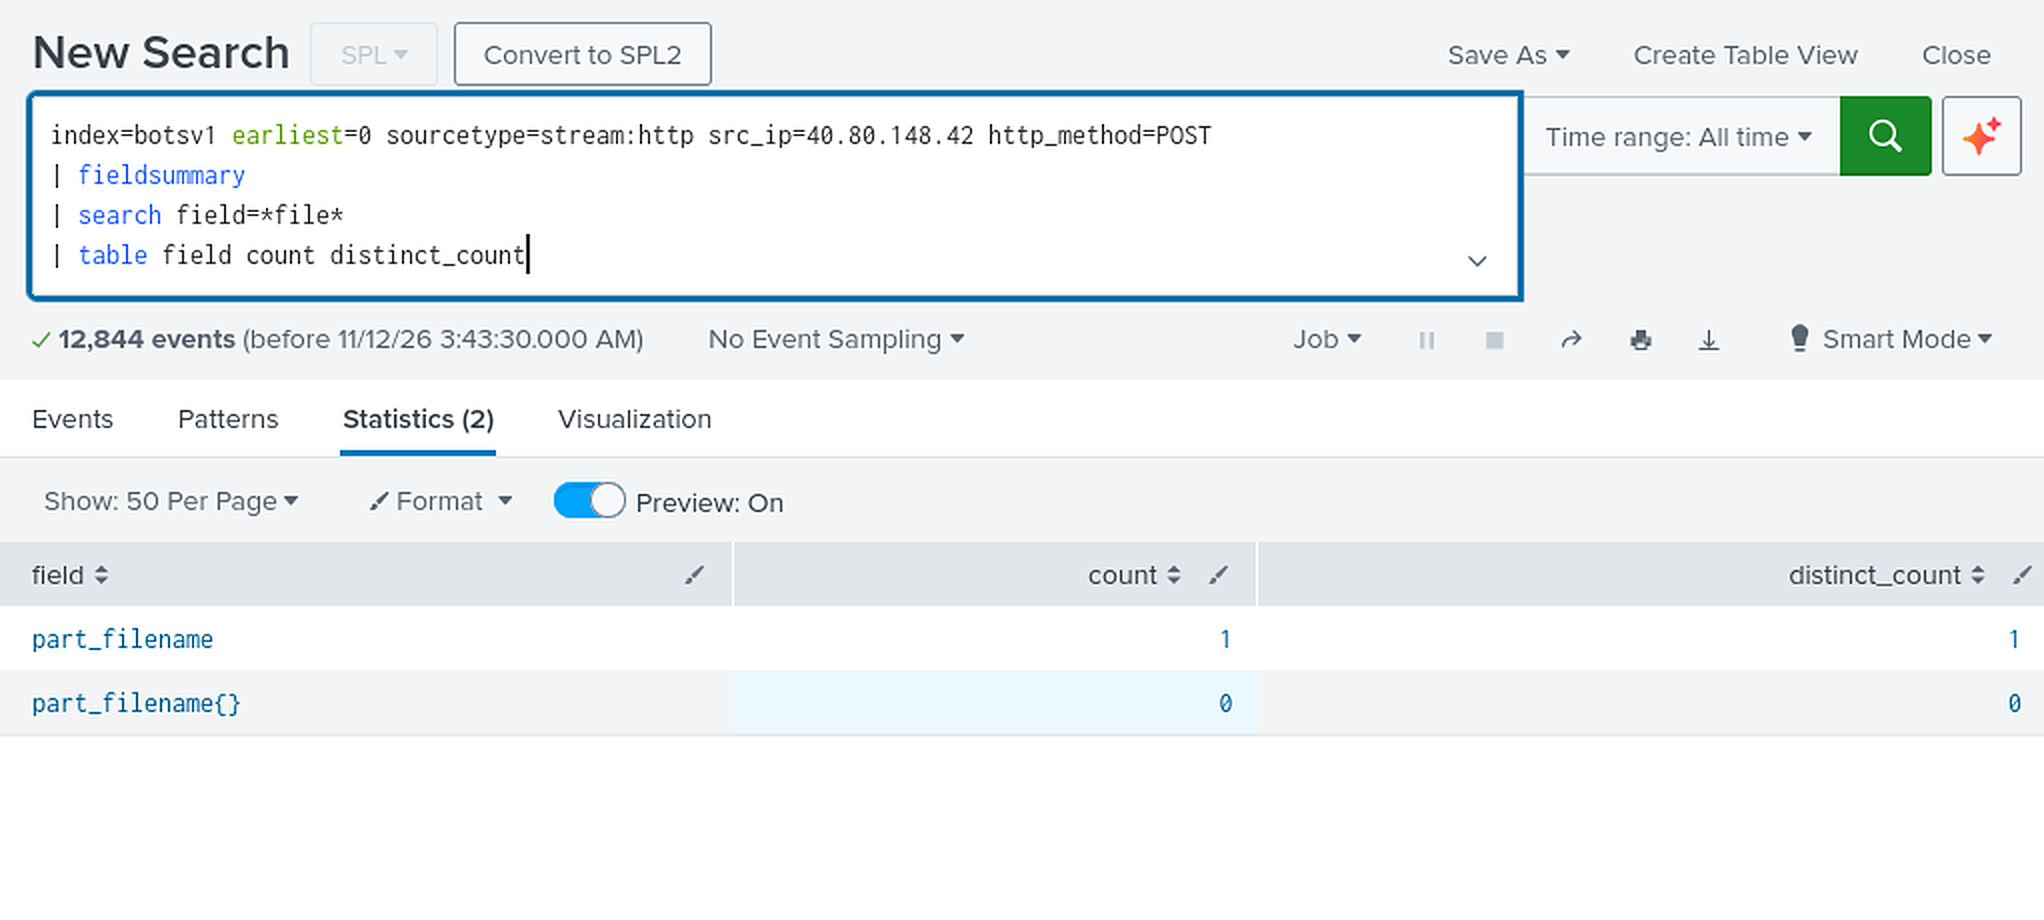 New Search SPL Convert to SPL2 Save As Create Table View Close
index=botsv1 earliest=0 sourcetype=stream:http src_ip=40.80.148.42 http_method=POST
Time range: All time
| fieldsummary
| search field=*file*
| table field count distinct_count
12,844 events (before 11/12/26 3:43:30.000 AM) No Event Sampling Job Smart Mode
Events Patterns Statistics (2) Visualization
Show: 50 Per Page Format Preview: On
field count distinct_count
part_filename 1 1
part_filename{} 0 0